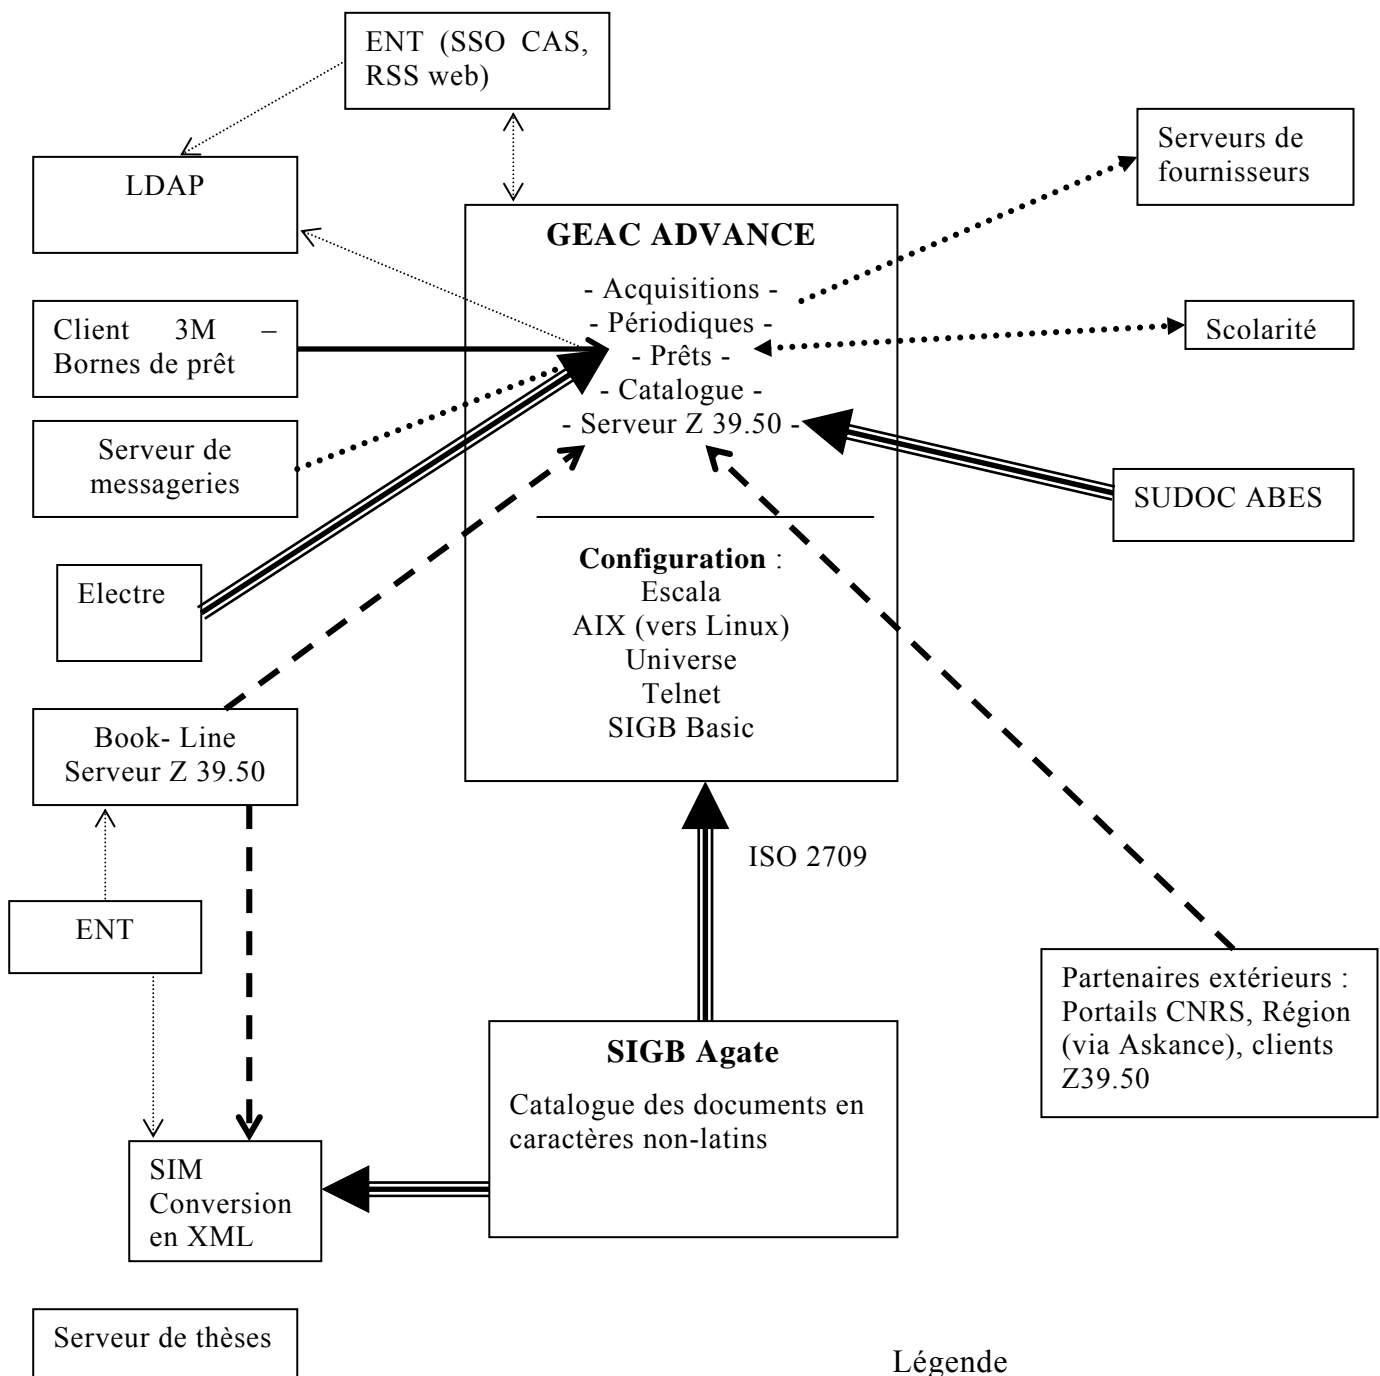 ENT (SSO CAS,
RSS web)
Serveurs de
fournisseurs
LDAP
GEAC ADVANCE
- Acquisitions -
- Périodiques -
- Prêts -
- Catalogue -
- Serveur Z 39.50 -
Client 3M –
Bornes de prêt
Scolarité
Serveur de
messageries
SUDOC ABES
Configuration :
Escala
AIX (vers Linux)
Universe
Telnet
SIGB Basic
Electre
Book- Line
Serveur Z 39.50
ISO 2709
ENT
Partenaires extérieurs :
Portails CNRS, Région
(via Askance), clients
Z39.50
SIGB Agate
Catalogue des documents en
caractères non-latins
SIM
Conversion
en XML
Serveur de thèses
Légende